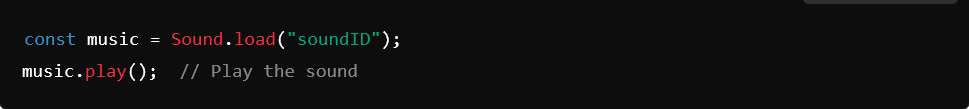 const music = Sound.load("soundID");
music.play();  // Play the sound